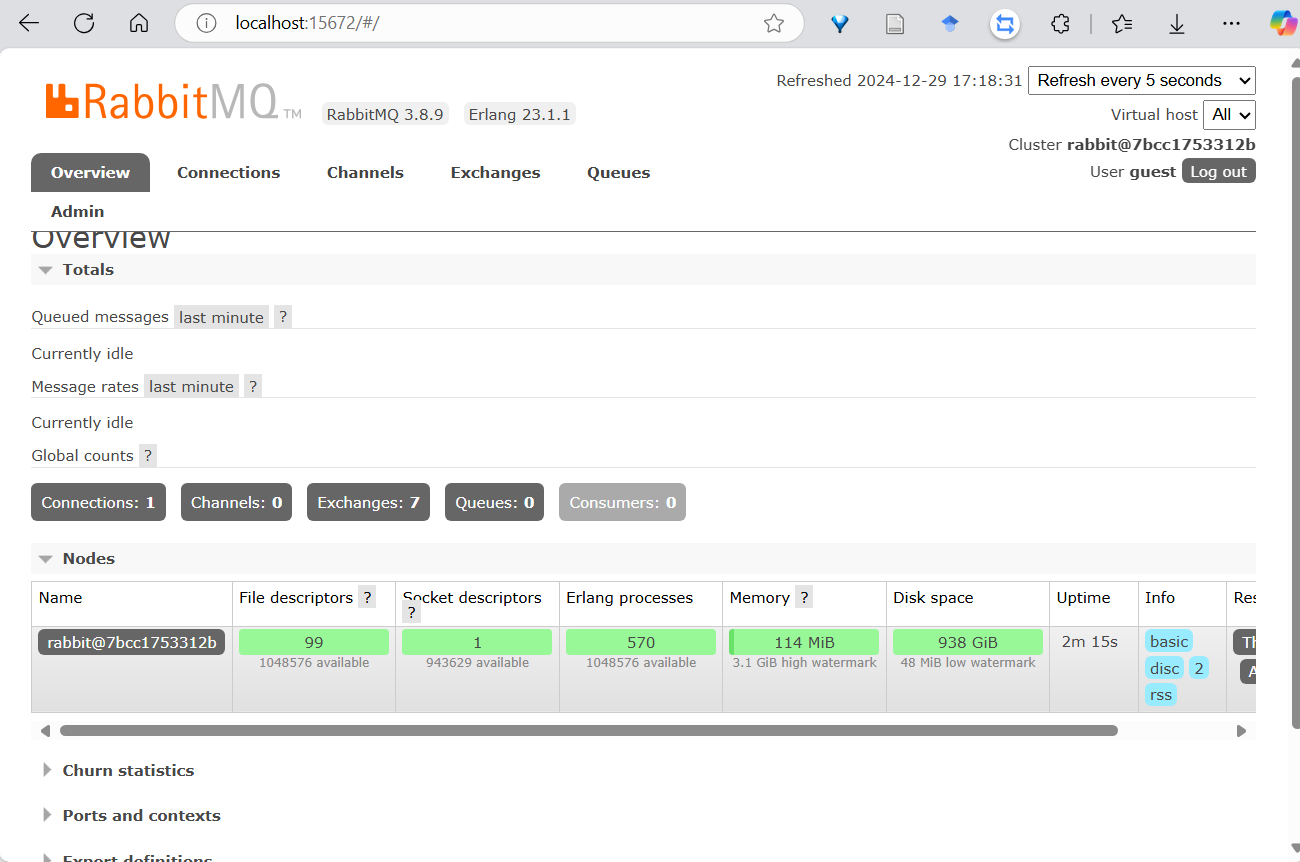 localhost:15672/#/
RabbitMQ TM
RabbitMQ 3.8.9
Erlang 23.1.1
Refreshed 2024-12-29 17:18:31
Refresh every 5 seconds
Virtual host
All
Cluster rabbit@7bcc1753312b
User guest
Log out
Overview
Connections
Channels
Exchanges
Queues
Admin
Overview
Totals
Queued messages last minute ?
Currently idle
Message rates last minute ?
Currently idle
Global counts ?
Connections: 1
Channels: 0
Exchanges: 7
Queues: 0
Consumers: 0
Nodes
Name
File descriptors ?
Socket descriptors
?
Erlang processes
Memory ?
Disk space
Uptime
Info
Res
rabbit@7bcc1753312b
99
1048576 available
1
943629 available
570
1048576 available
114 MiB
3.1 GiB high watermark
938 GiB
48 MiB low watermark
2m 15s
basic
disc 2
rss
Th
A
Churn statistics
Ports and contexts
Export definitions